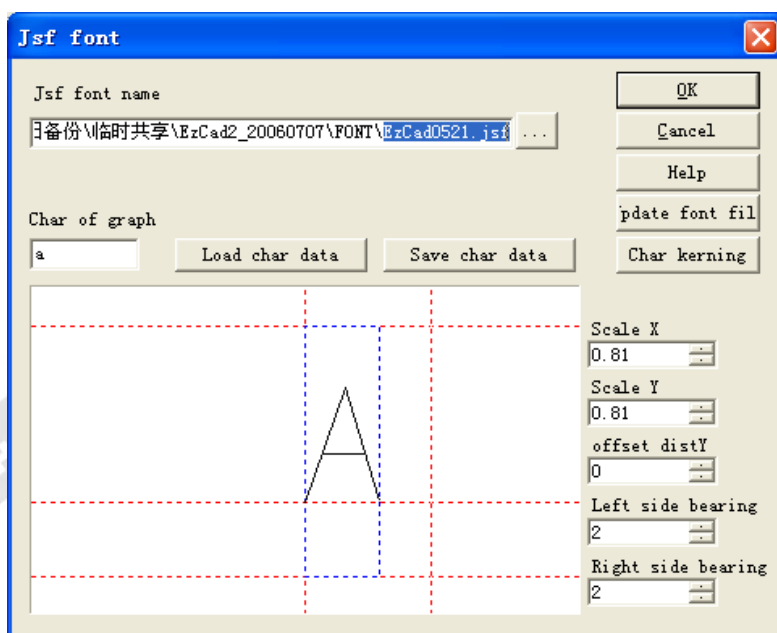 Jsf font
Jsf font name
备份\临时共享\EzCad2_20060707\FONT\EzCad0521.jsf
...
OK
Cancel
Help
pdate font fil
Char kerning
Char of graph
a
Load char data
Save char data
A
Scale X
0.81
Scale Y
0.81
offset distY
0
Left side bearing
2
Right side bearing
2